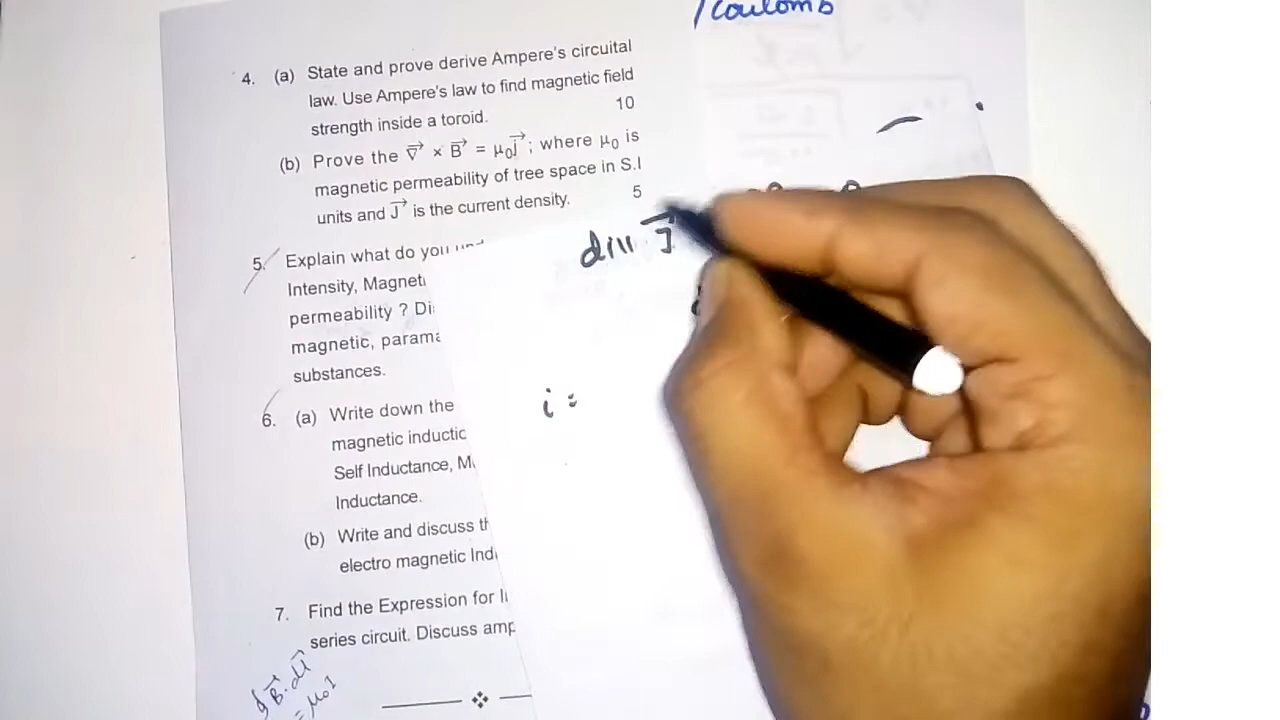 /Coulomb
4. (a) State and prove derive Ampere's circuital
law. Use Ampere's law to find magnetic field
strength inside a toroid. 10
(b) Prove the ∇⃗ × B⃗ = μ₀j⃗ ; where μ₀ is
magnetic permeability of tree space in S.I
units and J⃗ is the current density. 5
div J⃗
5. Explain what do you
Intensity, Magneti
permeability ? Di
magnetic, parama
substances.
i =
6. (a) Write down the
magnetic inductio
Self Inductance, M
Inductance.
(b) Write and discuss th
electro magnetic Ind
7. Find the Expression for
series circuit. Discuss amp
∮ B⃗. dl⃗
= μ₀I